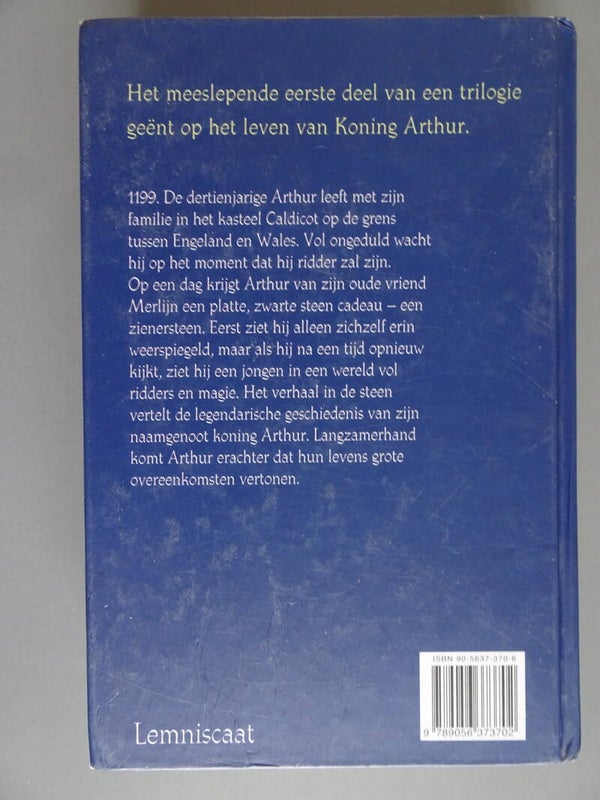 Het meeslepende eerste deel van een trilogie
geënt op het leven van Koning Arthur.
1199. De dertienjarige Arthur leeft met zijn
familie in het kasteel Caldicot op de grens
tussen Engeland en Wales. Vol ongeduld wacht
hij op het moment dat hij ridder zal zijn.
Op een dag krijgt Arthur van zijn oude vriend
Merlijn een platte, zwarte steen cadeau – een
zienersteen. Eerst ziet hij alleen zichzelf erin
weerspiegeld, maar als hij na een tijd opnieuw
kijkt, ziet hij een jongen in een wereld vol
ridders en magie. Het verhaal in de steen
vertelt de legendarische geschiedenis van zijn
naamgenoot koning Arthur. Langzamerhand
komt Arthur erachter dat hun levens grote
overeenkomsten vertonen.
ISBN 90-5637-370-6
9 789056 373702
Lemniscaat